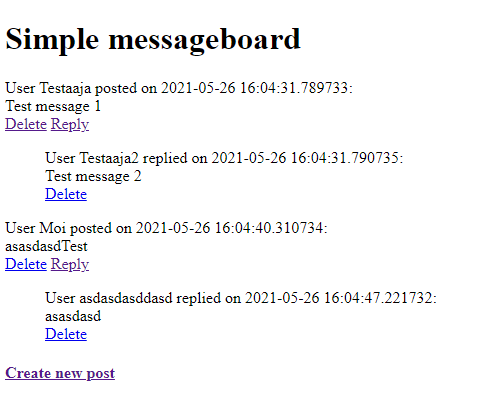 Simple messageboard
User Testaaja posted on 2021-05-26 16:04:31.789733:
Test message 1
Delete Reply
User Testaaja2 replied on 2021-05-26 16:04:31.790735:
Test message 2
Delete
User Moi posted on 2021-05-26 16:04:40.310734:
asasdasdTest
Delete Reply
User asdasdasddasd replied on 2021-05-26 16:04:47.221732:
asasdasd
Delete
Create new post